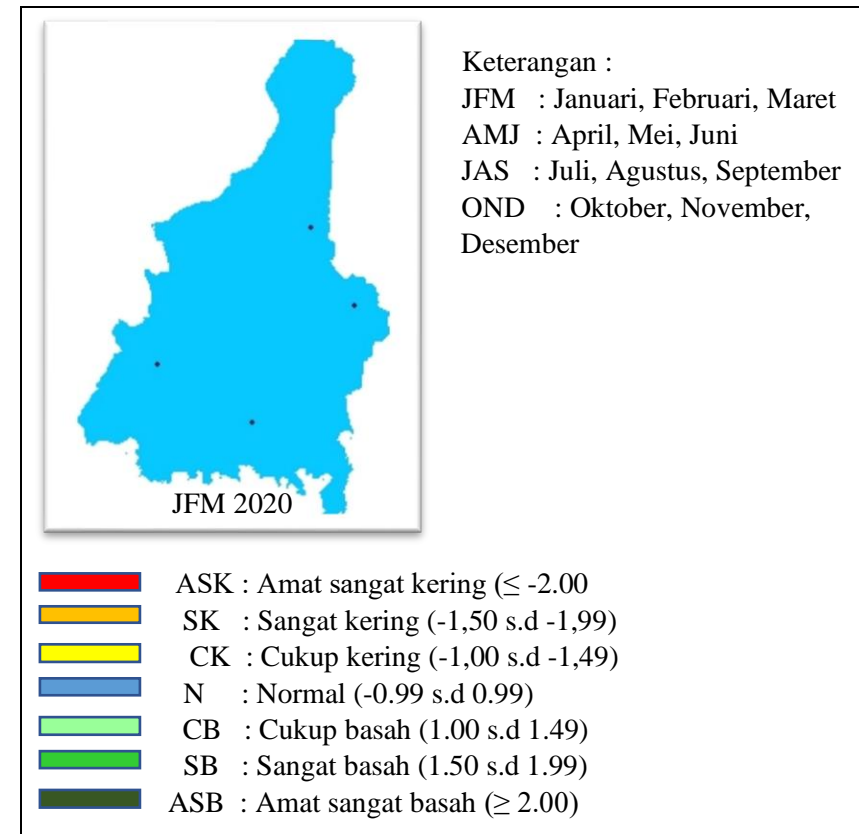 Keterangan :
JFM : Januari, Februari, Maret
AMJ : April, Mei, Juni
JAS : Juli, Agustus, September
OND : Oktober, November,
Desember
JFM 2020
ASK : Amat sangat kering (≤ -2.00
SK : Sangat kering (-1,50 s.d -1,99)
CK : Cukup kering (-1,00 s.d -1,49)
N : Normal (-0.99 s.d 0.99)
CB : Cukup basah (1.00 s.d 1.49)
SB : Sangat basah (1.50 s.d 1.99)
ASB : Amat sangat basah (≥ 2.00)